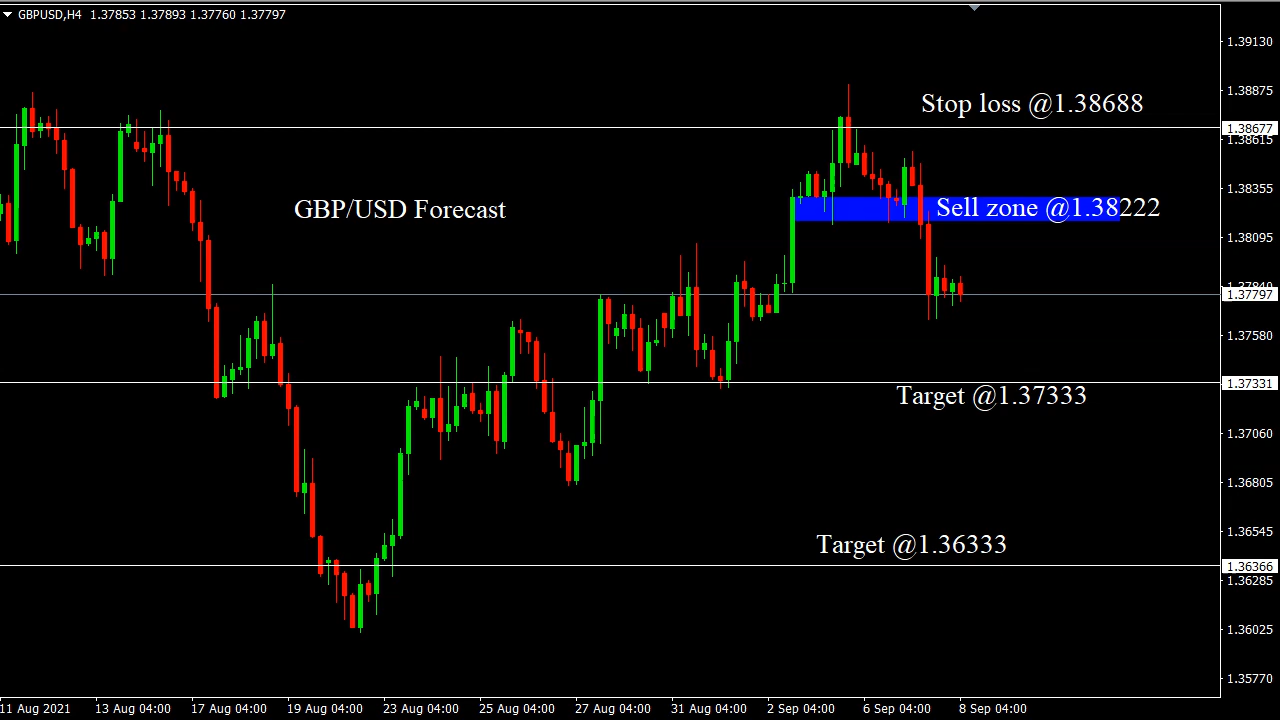 GBPUSD,H4 1.37853 1.37893 1.37760 1.37797
1.39130
1.38875
Stop loss @1.38688
1.38677
1.38615
1.38355
GBP/USD Forecast
Sell zone @1.38222
1.38095
1.37840
1.37797
1.37580
1.37331
Target @1.37333
1.37060
1.36805
1.36545
Target @1.36333
1.36366
1.36285
1.36025
1.35770
11 Aug 2021 13 Aug 04:00 17 Aug 04:00 19 Aug 04:00 23 Aug 04:00 25 Aug 04:00 27 Aug 04:00 31 Aug 04:00 2 Sep 04:00 6 Sep 04:00 8 Sep 04:00